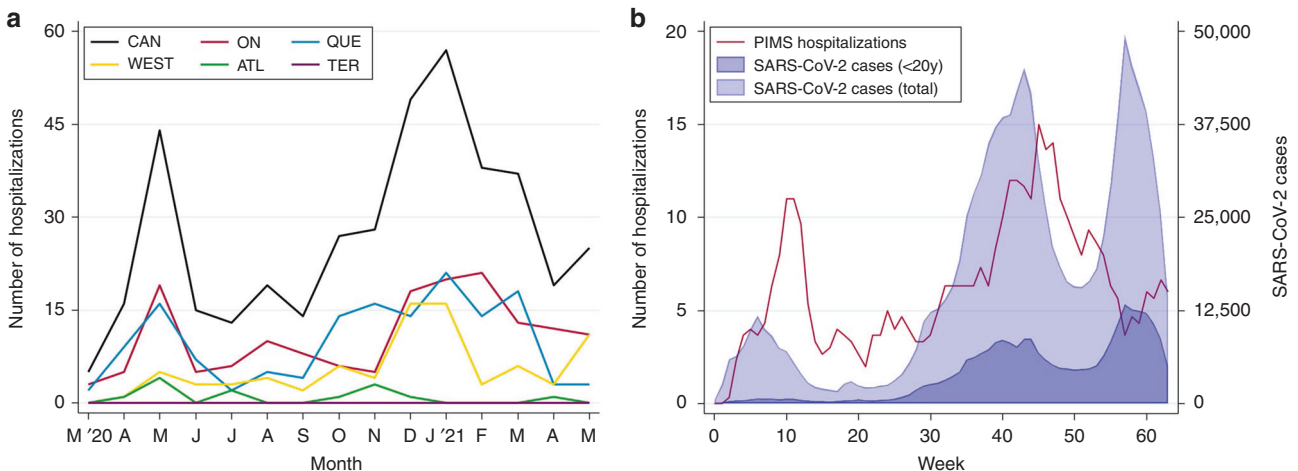 a
60
45
30
15
0
Number of hospitalizations
CAN ON QUE
WEST ATL TER
M '20 A M J J A S O N D J '21 F M A M
Month
b
20
15
10
5
0
Number of hospitalizations
PIMS hospitalizations
SARS-CoV-2 cases (<20y)
SARS-CoV-2 cases (total)
50,000
37,500
25,000
12,500
0
SARS-CoV-2 cases
0 10 20 30 40 50 60
Week